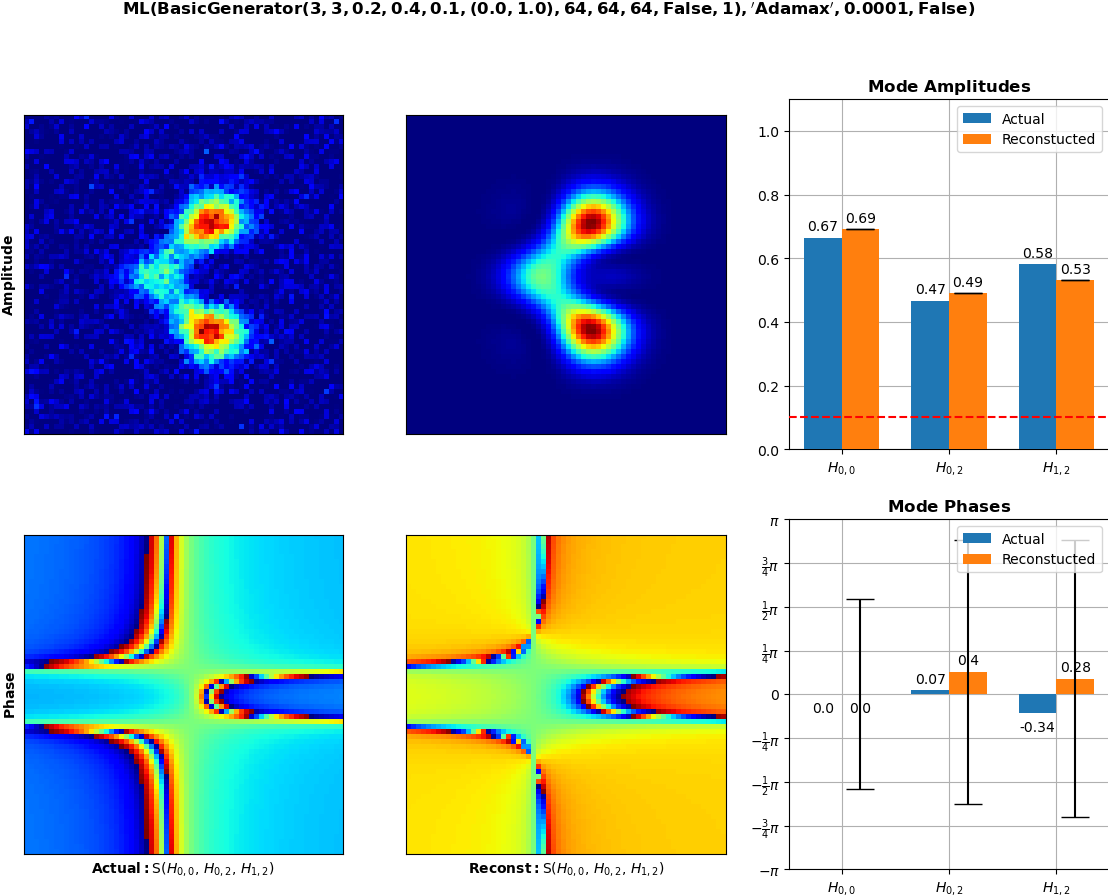 ML(BasicGenerator(3, 3, 0.2, 0.4, 0.1, (0.0, 1.0), 64, 64, 64, False, 1), ′Adamax′, 0.0001, False)
Amplitude
Mode Amplitudes
Actual
Reconstucted
1.0
0.8
0.6
0.4
0.2
0.0
0.67
0.69
0.47
0.49
0.58
0.53
H0,0
H0,2
H1,2
Phase
Actual: S(H0,0, H0,2, H1,2)
Reconst: S(H0,0, H0,2, H1,2)
Mode Phases
Actual
Reconstucted
π
3/4π
1/2π
1/4π
0
−1/4π
−1/2π
−3/4π
−π
0.0
0.0
0.07
0.4
-0.34
0.28
H0,0
H0,2
H1,2